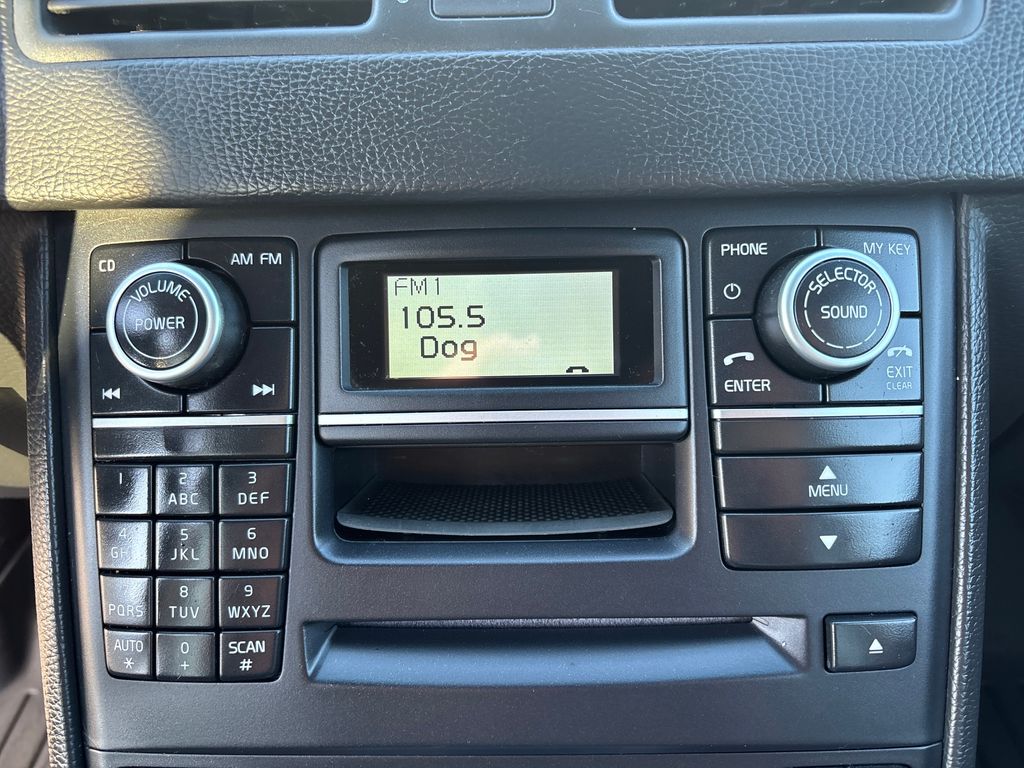 CD
AM FM
VOLUME
POWER
FM1
105.5
Dog
PHONE
MY KEY
SELECTOR
SOUND
ENTER
EXIT
CLEAR
MENU
1
2
ABC
3
DEF
4
GHI
5
JKL
6
MNO
PQRS
8
TUV
9
WXYZ
AUTO
*
0
+
SCAN
#